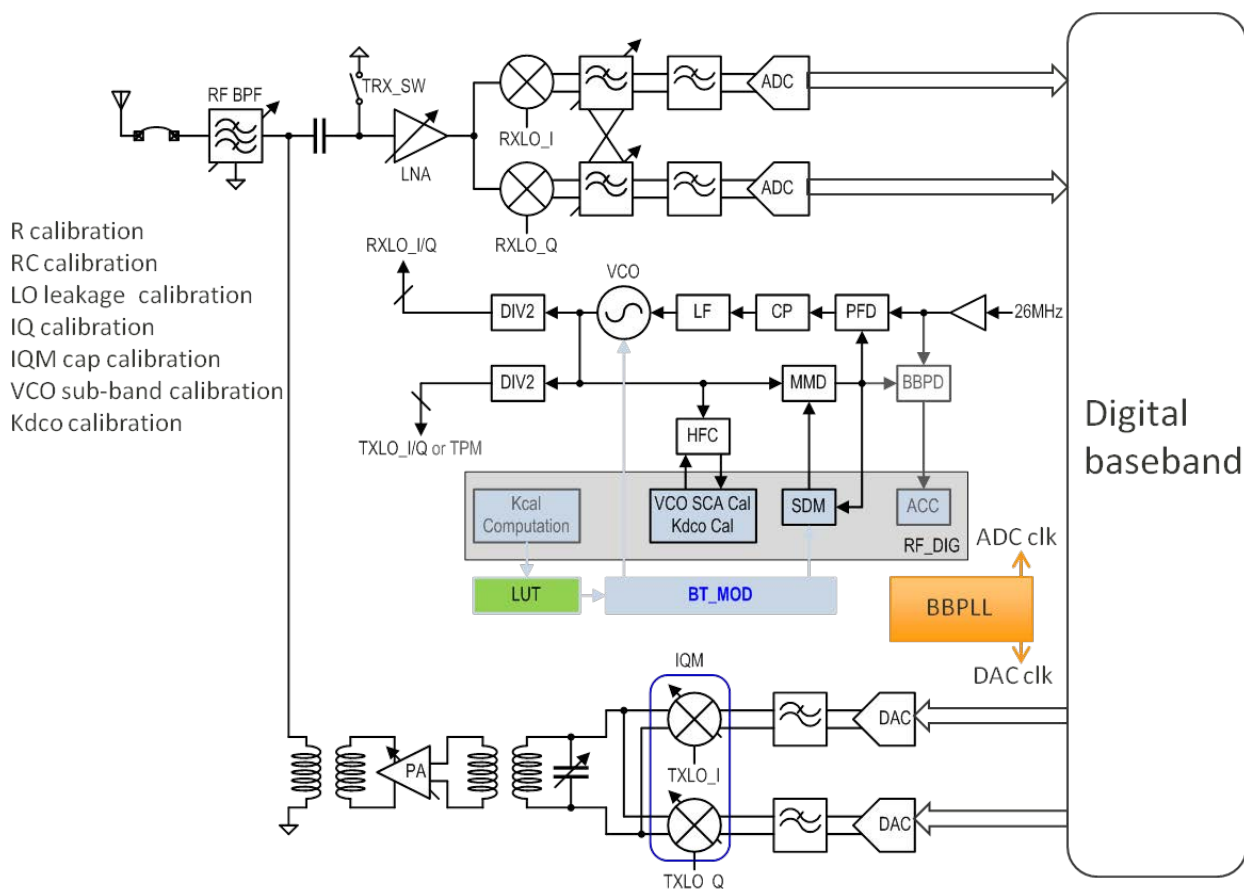 TRX_SW
RF BPF
LNA
RXLO_I
ADC
RXLO_Q
ADC
R calibration
RC calibration
LO leakage calibration
IQ calibration
IQM cap calibration
VCO sub-band calibration
Kdco calibration
RXLO_I/Q
DIV2
VCO
LF
CP
PFD
26MHz
DIV2
MMD
BBPD
TXLO_I/Q or TPM
HFC
Kcal
Computation
VCO SCA Cal
Kdco Cal
SDM
ACC
RF_DIG
LUT
BT_MOD
ADC clk
BBPLL
DAC clk
Digital
baseband
IQM
PA
TXLO_I
DAC
TXLO_Q
DAC